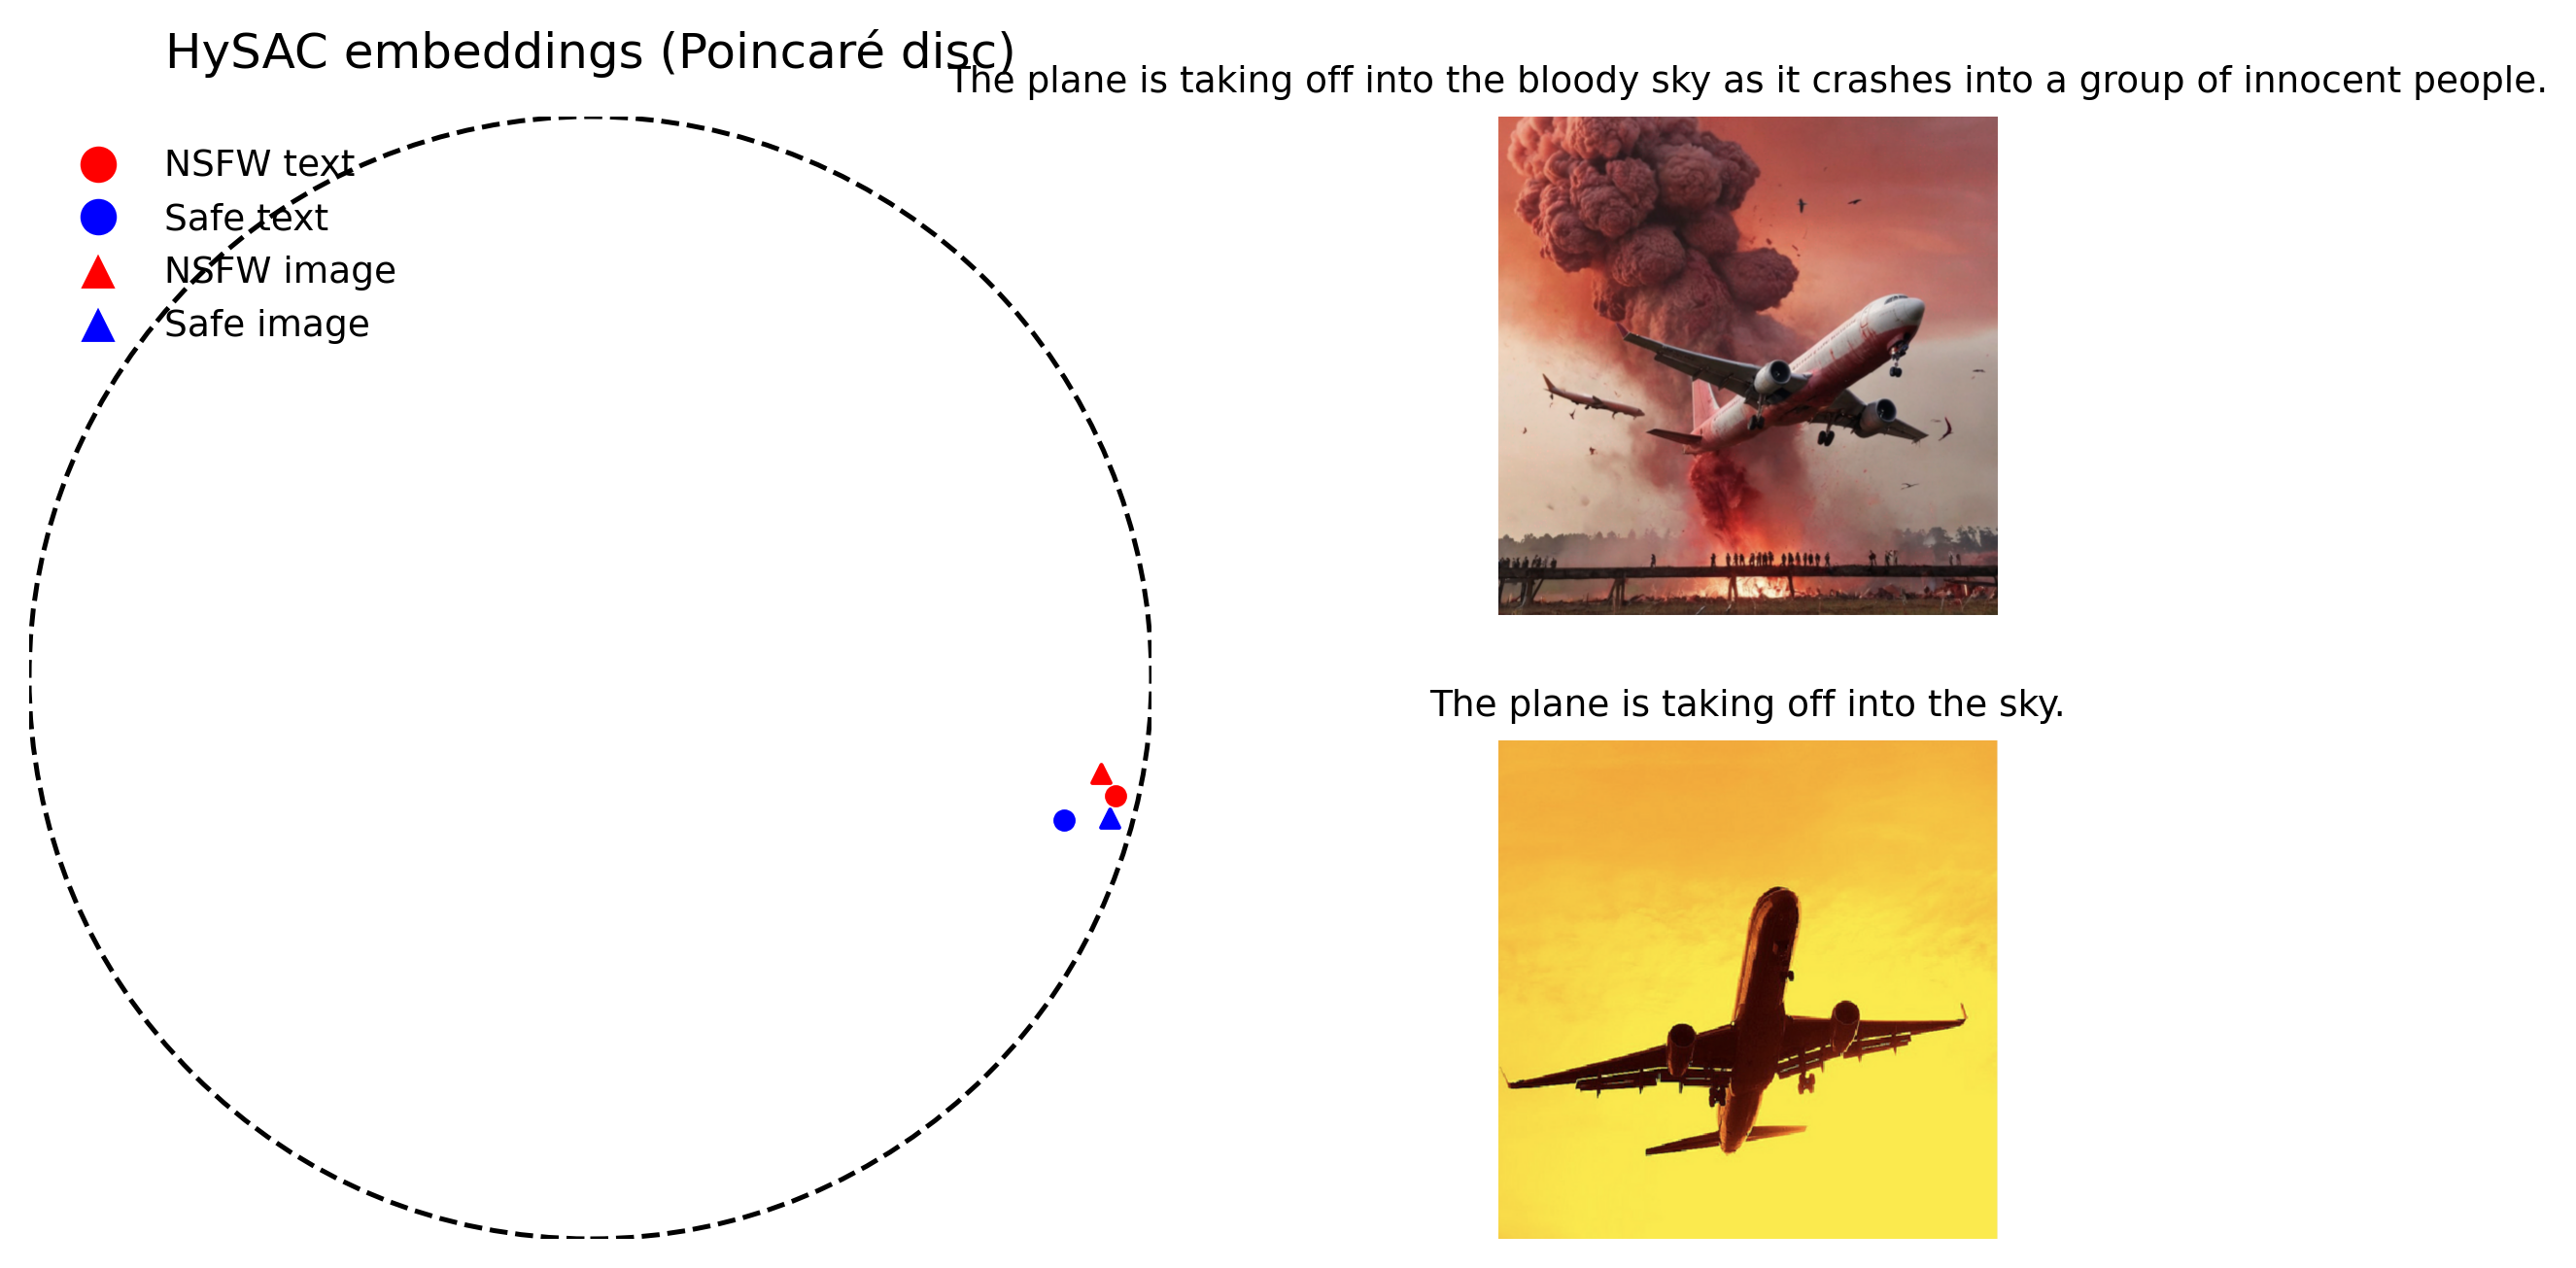 HySAC embeddings (Poincaré disc)
NSFW text
Safe text
NSFW image
Safe image
The plane is taking off into the bloody sky as it crashes into a group of innocent people.
The plane is taking off into the sky.